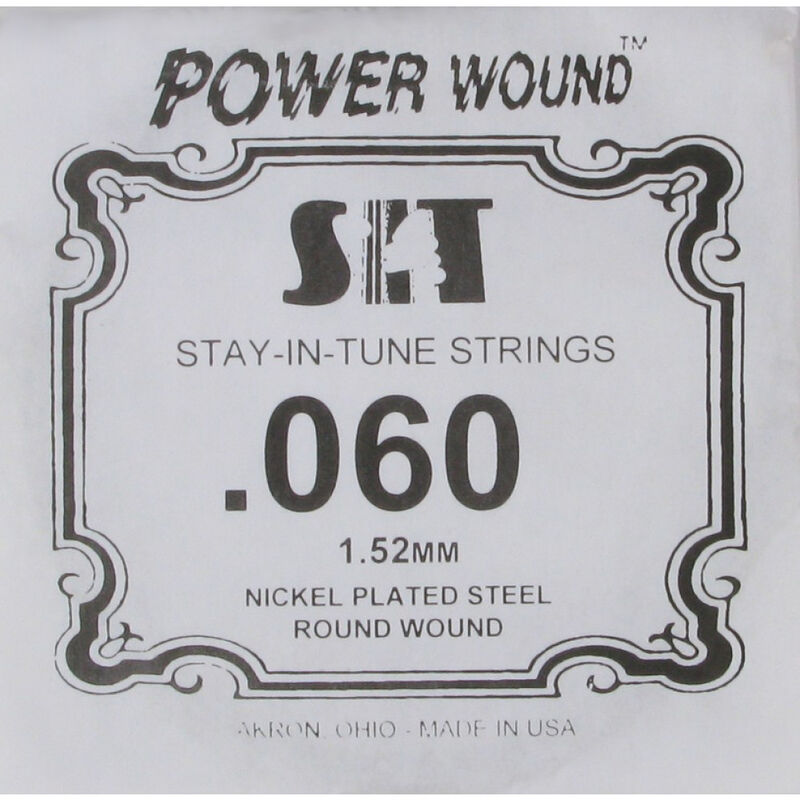 POWER WOUND™
SIT
STAY-IN-TUNE STRINGS
.060
1.52MM
NICKEL PLATED STEEL
ROUND WOUND
AKRON, OHIO - MADE IN USA